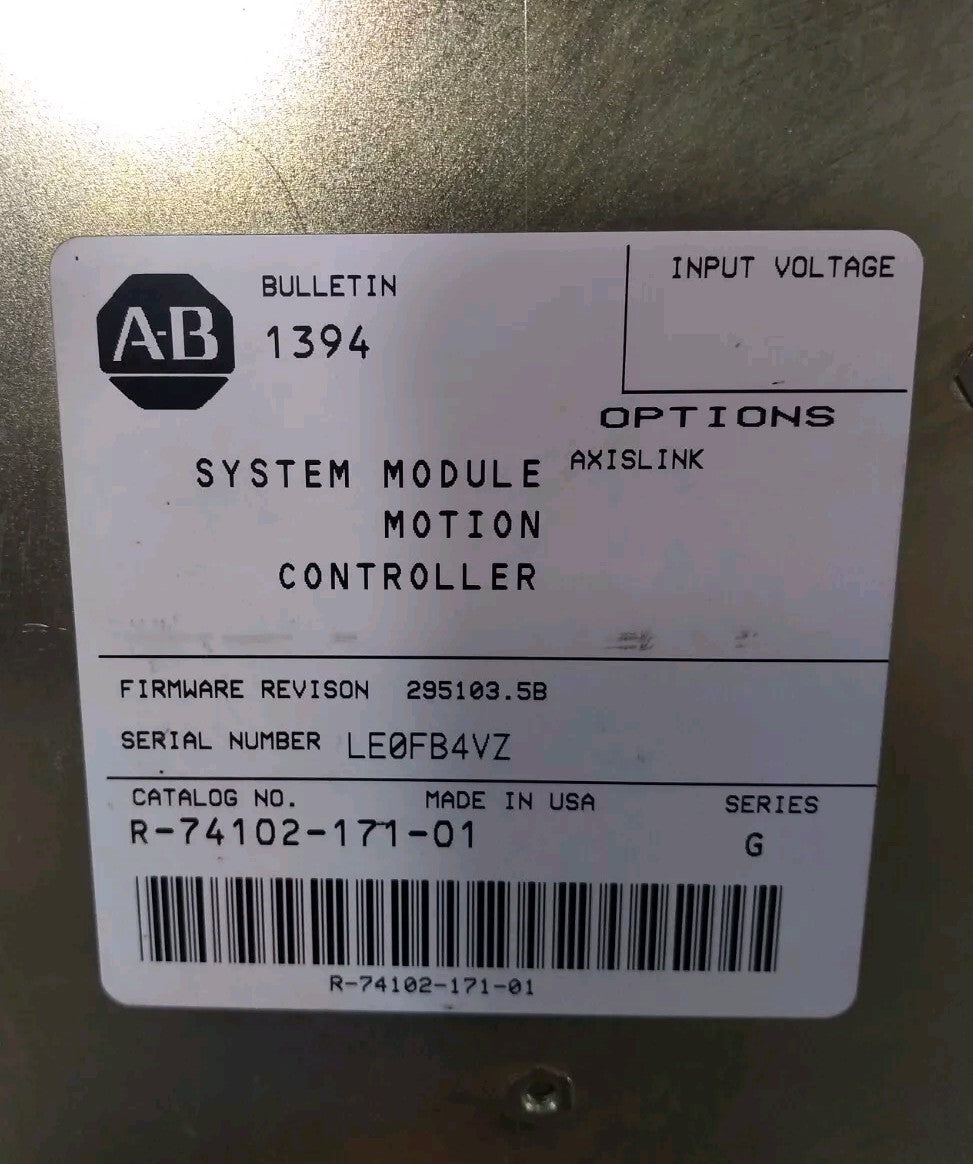 A-B
BULLETIN
1394
INPUT VOLTAGE
OPTIONS
AXISLINK
SYSTEM MODULE
MOTION
CONTROLLER
FIRMWARE REVISON 295103.5B
SERIAL NUMBER LE0FB4VZ
CATALOG NO. MADE IN USA SERIES
R-74102-171-01 G
R-74102-171-01